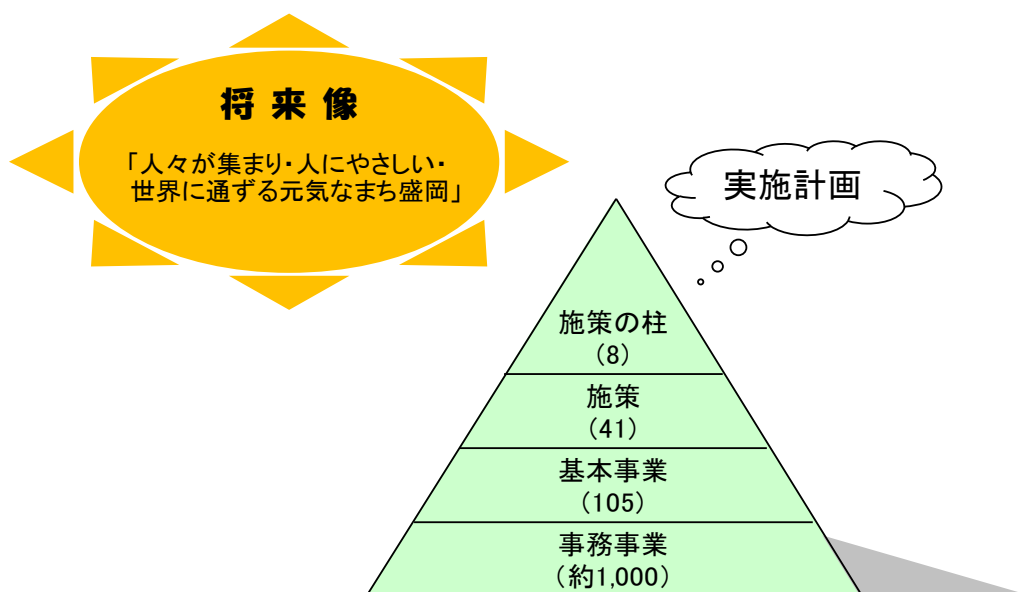 将来像
「人々が集まり・人にやさしい・
世界に通ずる元気なまち盛岡」
実施計画
施策の柱
(8)
施策
(41)
基本事業
(105)
事務事業
(約1,000)